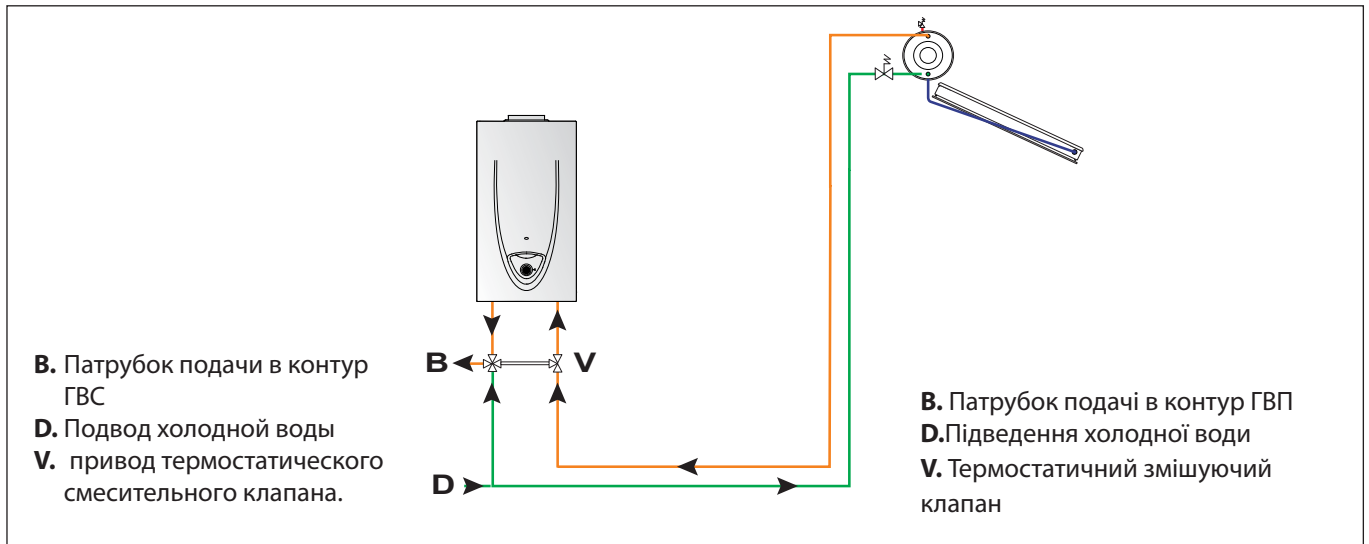 B
V
D
B. Патрубок подачи в контур
ГВС
D. Подвод холодной воды
V. привод термостатического
смесительного клапана.
B. Патрубок подачі в контур ГВП
D.Підведення холодної води
V. Термостатичний змішуючий
клапан